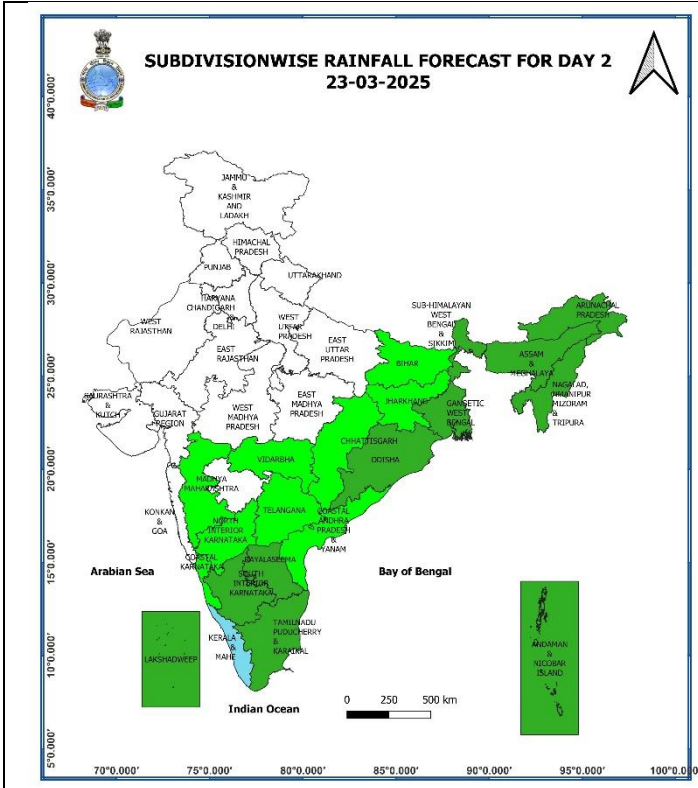 SUBDIVISIONWISE RAINFALL FORECAST FOR DAY 2
23-03-2025
40°0.000'
35°0.000'
30°0.000'
25°0.000'
20°0.000'
15°0.000'
10°0.000'
5°0.000'
JAMMU
&
KASHMIR
AND
LADAKH
HIMACHAL
PRADESH
PUNJAB
UTTARAKHAND
HARYANA
CHANDIGARH
&
DELHI
WEST
RAJASTHAN
WEST
UTTAR
PRADESH
SUB-HIMALAYAN
WEST
BENGAL
&
SIKKIM
ARUNACHAL
PRADESH
EAST
RAJASTHAN
EAST
UTTAR
PRADESH
BIHAR
ASSAM
&
MEGHALAYA
SAURASHTRA
&
KUTCH
GUJARAT
REGION
WEST
MADHYA
PRADESH
EAST
MADHYA
PRADESH
JHARKHAND
GANGETIC
WEST
BENGAL
MANIPUR
MIZORAM
&
TRIPURA
VIDARBHA
CHHATTISGARH
ODISHA
MADHYA
MAHARASHTRA
KONKAN
&
GOA
NORTH
INTERIOR
KARNATAKA
TELANGANA
COASTAL
ANDHRA
PRADESH
&
YANAM
COASTAL
KARNATAKA
RAYALASEEMA
SOUTH
INTERIOR
KARNATAKA
Arabian Sea
Bay of Bengal
LAKSHADWEEP
KERALA
&
MAHE
TAMILNADU
PUDUCHERRY
&
KARAIKAL
ANDAMAN
&
NICOBAR
ISLAND
0 250 500 km
Indian Ocean
70°0.000' 75°0.000' 80°0.000' 85°0.000' 90°0.000' 95°0.000' 100°0.000'